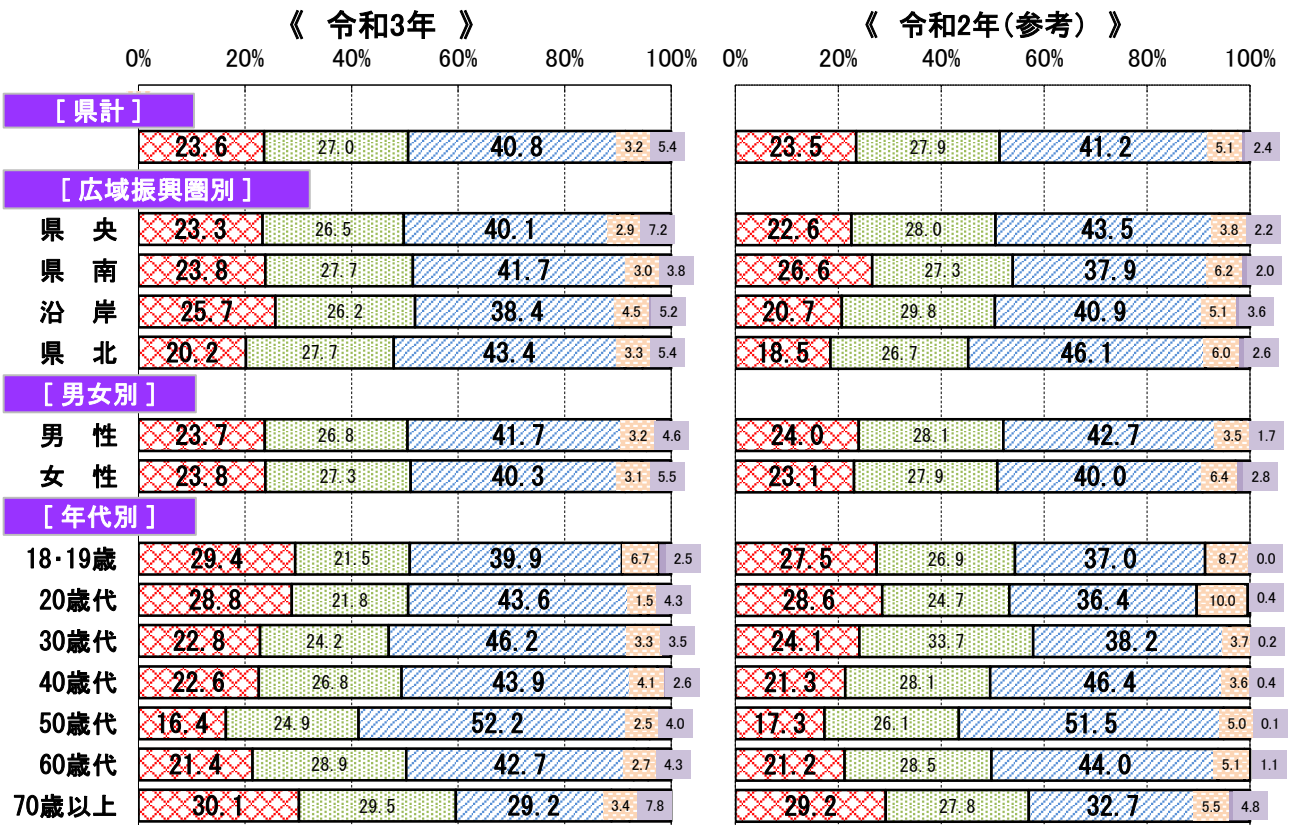 《 令和3年 》 《 令和2年(参考) 》
0% 20% 40% 60% 80% 100% 0% 20% 40% 60% 80% 100%
[ 県計 ]
23.6 27.0 40.8 3.2 5.4 23.5 27.9 41.2 5.1 2.4
[ 広域振興圏別 ]
県 央 23.3 26.5 40.1 2.9 7.2 22.6 28.0 43.5 3.8 2.2
県 南 23.8 27.7 41.7 3.0 3.8 26.6 27.3 37.9 6.2 2.0
沿 岸 25.7 26.2 38.4 4.5 5.2 20.7 29.8 40.9 5.1 3.6
県 北 20.2 27.7 43.4 3.3 5.4 18.5 26.7 46.1 6.0 2.6
[ 男女別 ]
男 性 23.7 26.8 41.7 3.2 4.6 24.0 28.1 42.7 3.5 1.7
女 性 23.8 27.3 40.3 3.1 5.5 23.1 27.9 40.0 6.4 2.8
[ 年代別 ]
18・19歳 29.4 21.5 39.9 6.7 2.5 27.5 26.9 37.0 8.7 0.0
20歳代 28.8 21.8 43.6 1.5 4.3 28.6 24.7 36.4 10.0 0.4
30歳代 22.8 24.2 46.2 3.3 3.5 24.1 33.7 38.2 3.7 0.2
40歳代 22.6 26.8 43.9 4.1 2.6 21.3 28.1 46.4 3.6 0.4
50歳代 16.4 24.9 52.2 2.5 4.0 17.3 26.1 51.5 5.0 0.1
60歳代 21.4 28.9 42.7 2.7 4.3 21.2 28.5 44.0 5.1 1.1
70歳以上 30.1 29.5 29.2 3.4 7.8 29.2 27.8 32.7 5.5 4.8